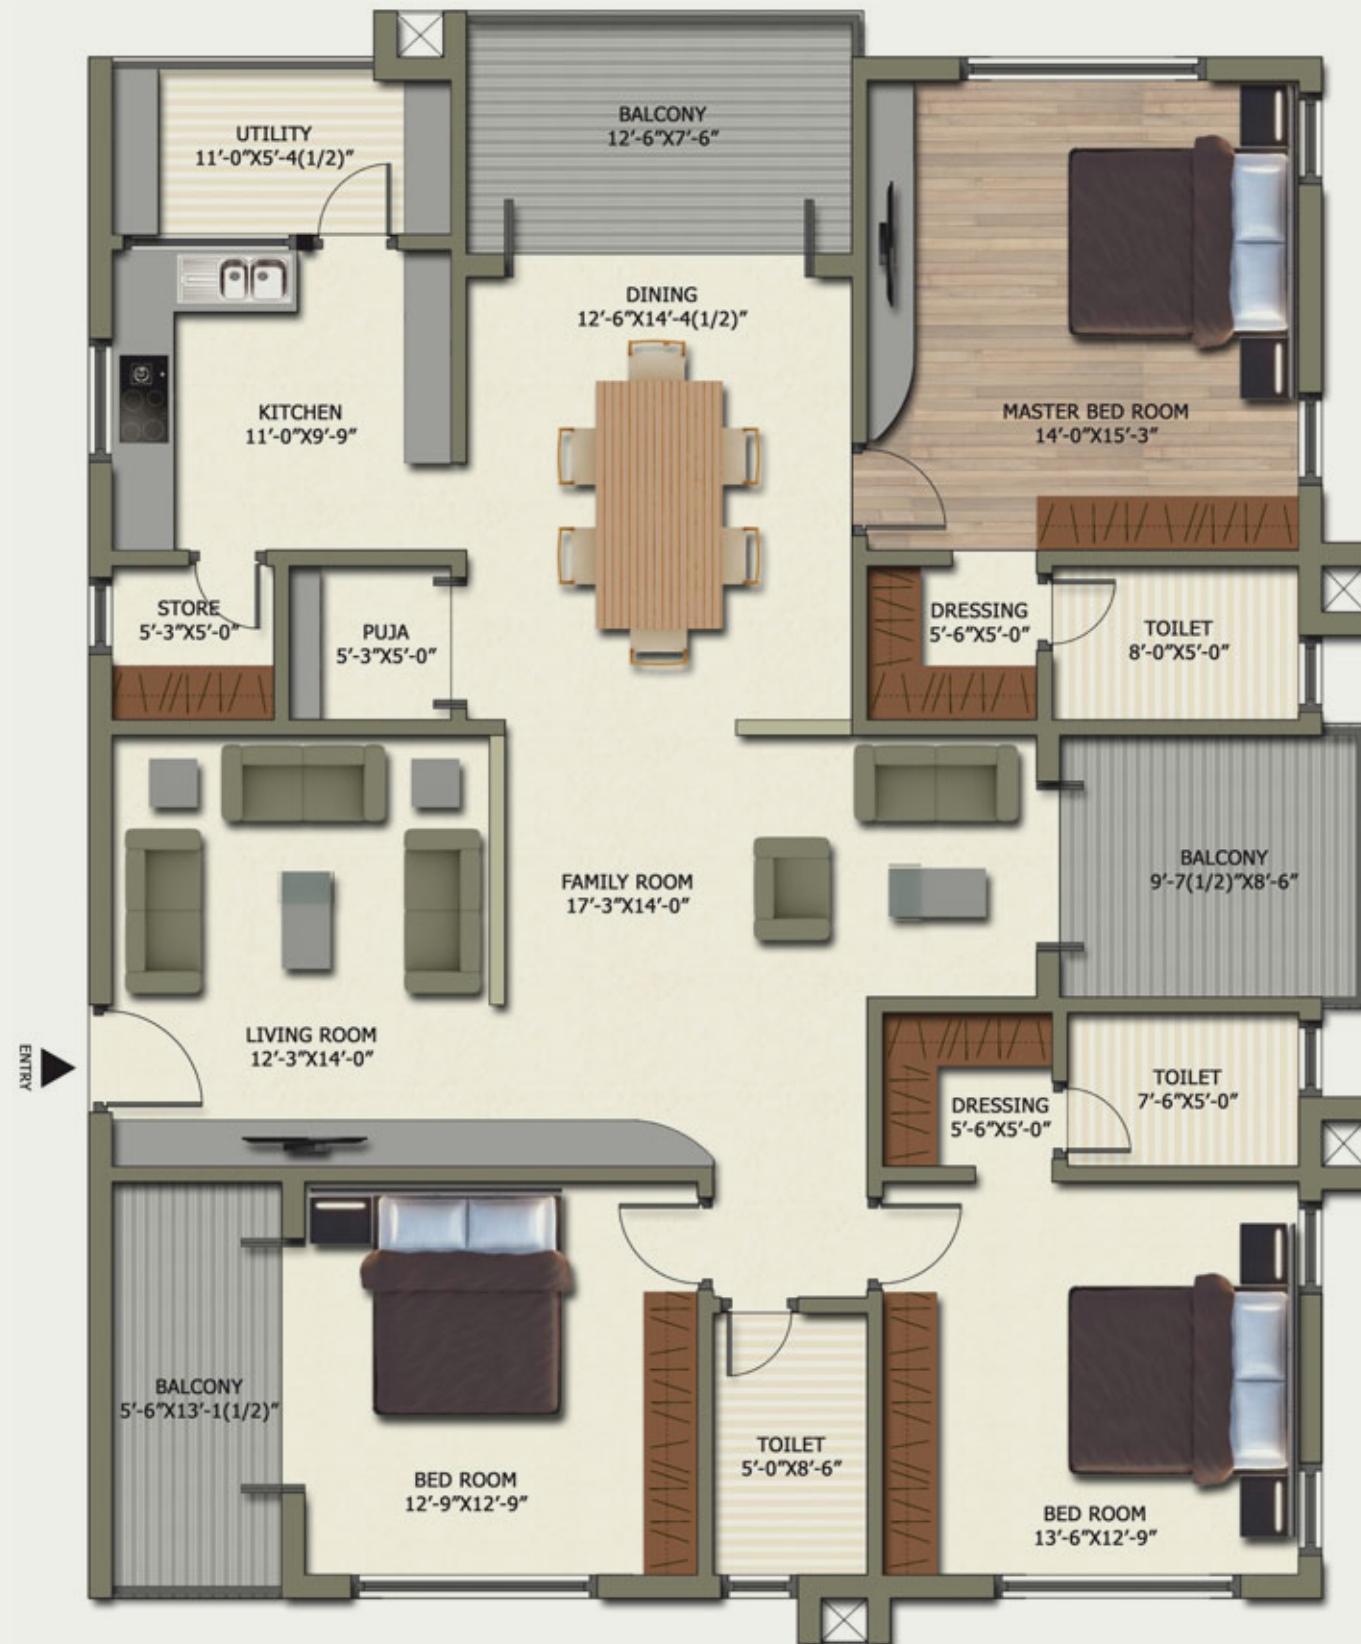 BALCONY
12'-6"X7'-6"
UTILITY
11'-0"X5'-4(1/2)"
DINING
12'-6"X14'-4(1/2)"
KITCHEN
11'-0"X9'-9"
MASTER BED ROOM
14'-0"X15'-3"
STORE
5'-3"X5'-0"
PUJA
5'-3"X5'-0"
DRESSING
5'-6"X5'-0"
TOILET
8'-0"X5'-0"
FAMILY ROOM
17'-3"X14'-0"
BALCONY
9'-7(1/2)"X8'-6"
LIVING ROOM
12'-3"X14'-0"
ENTRY
DRESSING
5'-6"X5'-0"
TOILET
7'-6"X5'-0"
BALCONY
5'-6"X13'-1(1/2)"
BED ROOM
12'-9"X12'-9"
TOILET
5'-0"X8'-6"
BED ROOM
13'-6"X12'-9"